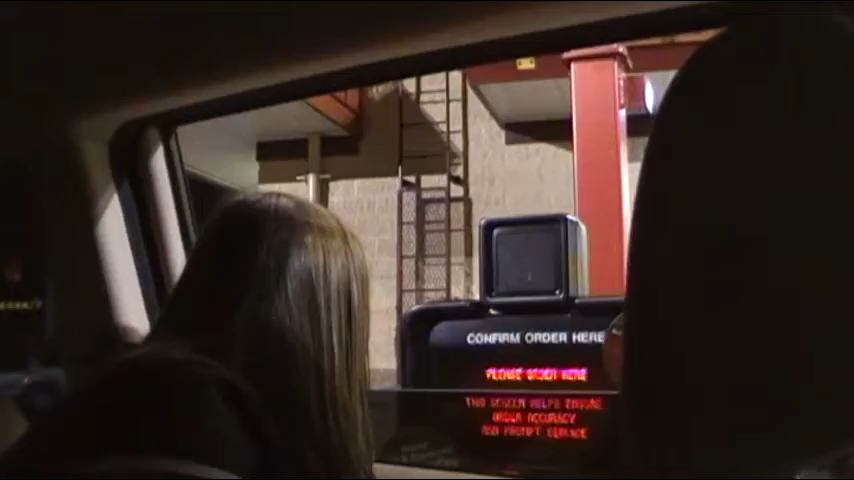 CONFIRM ORDER HERE
PLEASE ORDER HERE
THIS SCREEN HELPS ENSURE
ORDER ACCURACY
AND PROMPT SERVICE